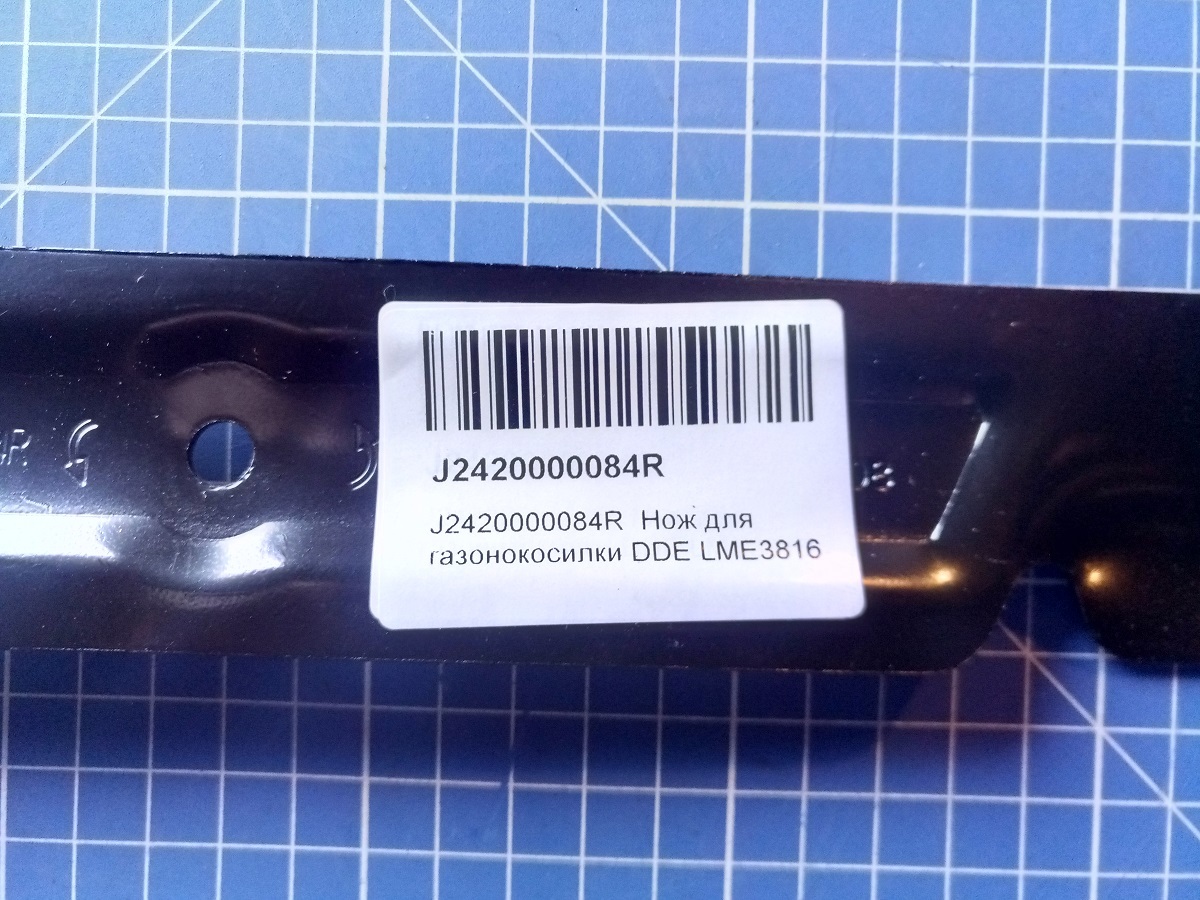 J2420000084R
J2420000084R Нож для
газонокосилки DDE LME3816